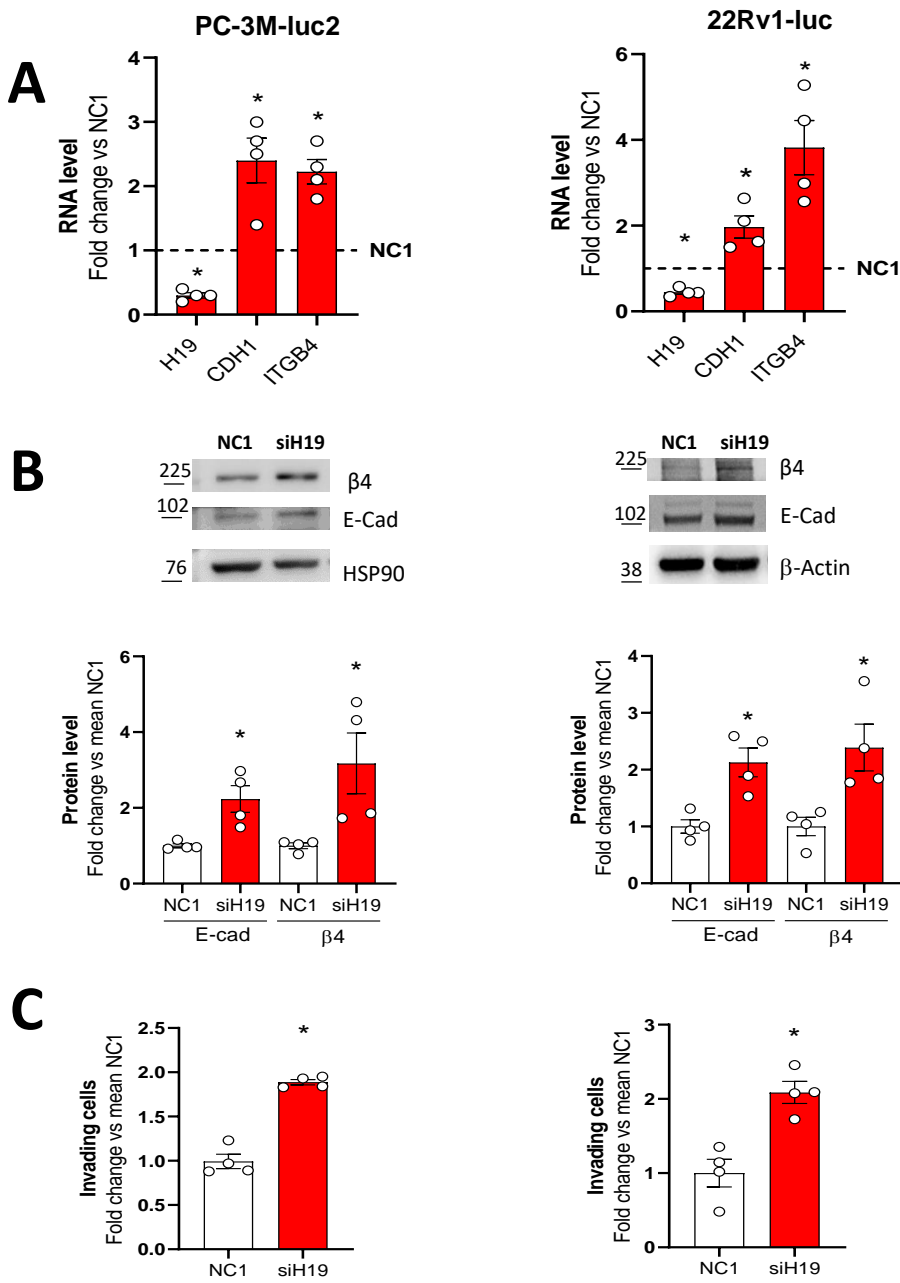 PC-3M-luc2
22Rv1-luc
A
RNA level
Fold change vs NC1
4
3
2
1
0
NC1
*
*
*
H19
CDH1
ITGB4
RNA level
Fold change vs NC1
6
4
2
0
NC1
*
*
*
H19
CDH1
ITGB4
B
NC1 siH19
225
β4
102
E-Cad
76
HSP90
NC1 siH19
225
β4
102
E-Cad
38
β-Actin
Protein level
Fold change vs mean NC1
6
4
2
0
*
*
NC1 siH19 NC1 siH19
E-cad β4
Protein level
Fold change vs mean NC1
4
3
2
1
0
*
*
NC1 siH19 NC1 siH19
E-cad β4
C
Invading cells
Fold change vs mean NC1
2.5
2.0
1.5
1.0
0.5
0.0
*
NC1 siH19
Invading cells
Fold change vs mean NC1
3
2
1
0
*
NC1 siH19